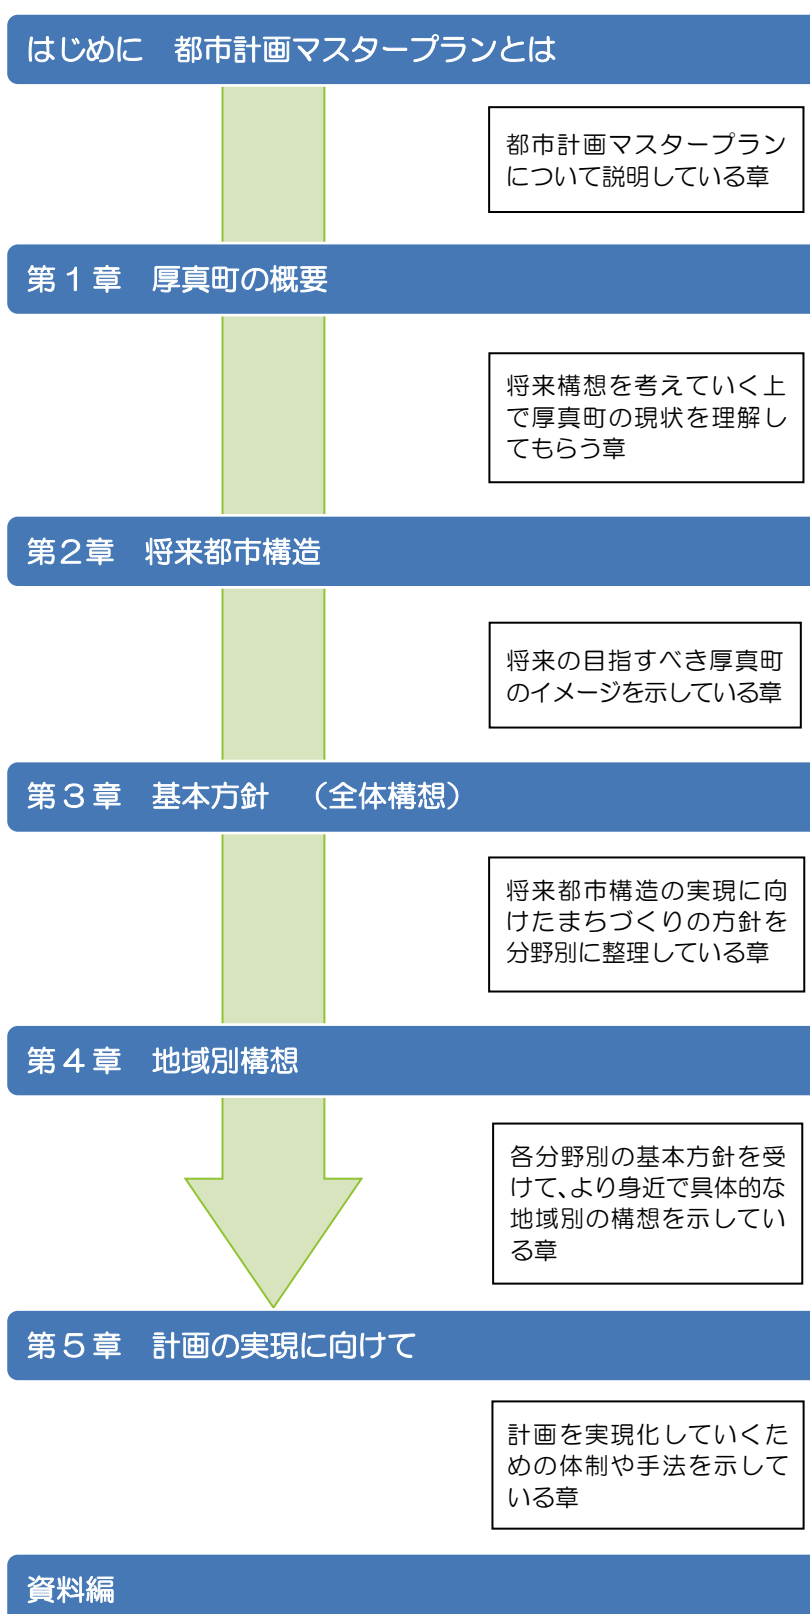 はじめに　都市計画マスタープランとは
都市計画マスタープラン
について説明している章
第１章　厚真町の概要
将来構想を考えていく上
で厚真町の現状を理解し
てもらう章
第２章　将来都市構造
将来の目指すべき厚真町
のイメージを示している章
第３章　基本方針　（全体構想）
将来都市構造の実現に向
けたまちづくりの方針を
分野別に整理している章
第４章　地域別構想
各分野別の基本方針を受
けて、より身近で具体的な
地域別の構想を示してい
る章
第５章　計画の実現に向けて
計画を実現化していくた
めの体制や手法を示して
いる章
資料編